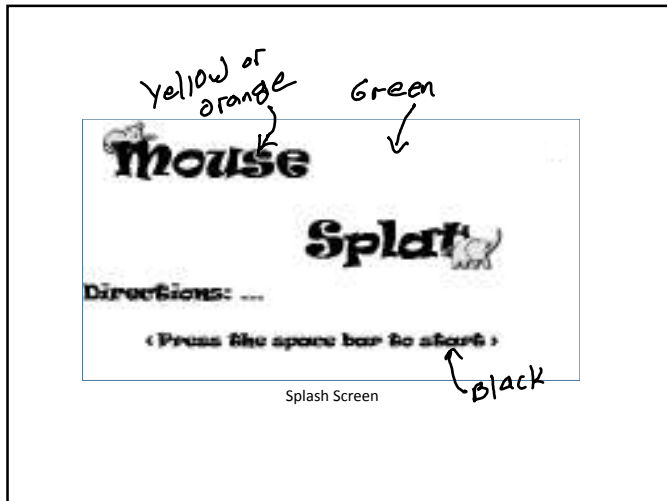 Yellow or
orange
Green
Mouse
Splat
Directions: ...
‹ Press the space bar to start ›
Black
Splash Screen